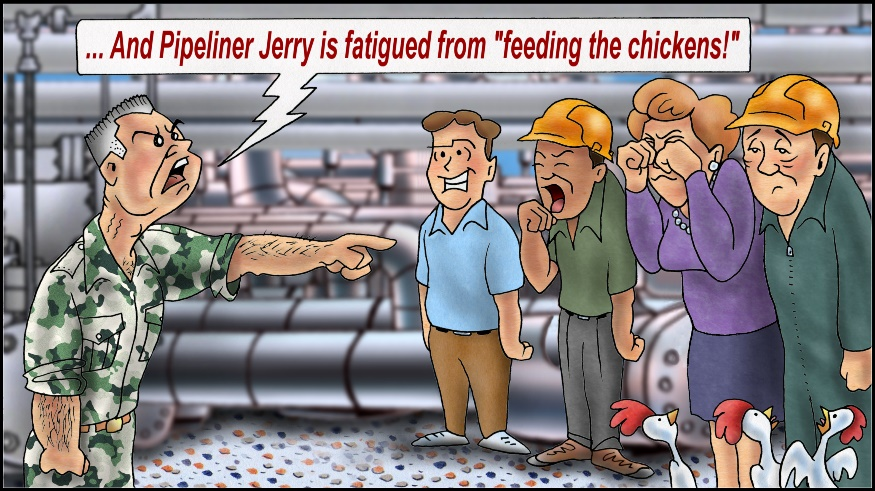 ... And Pipeliner Jerry is fatigued from "feeding the chickens!"